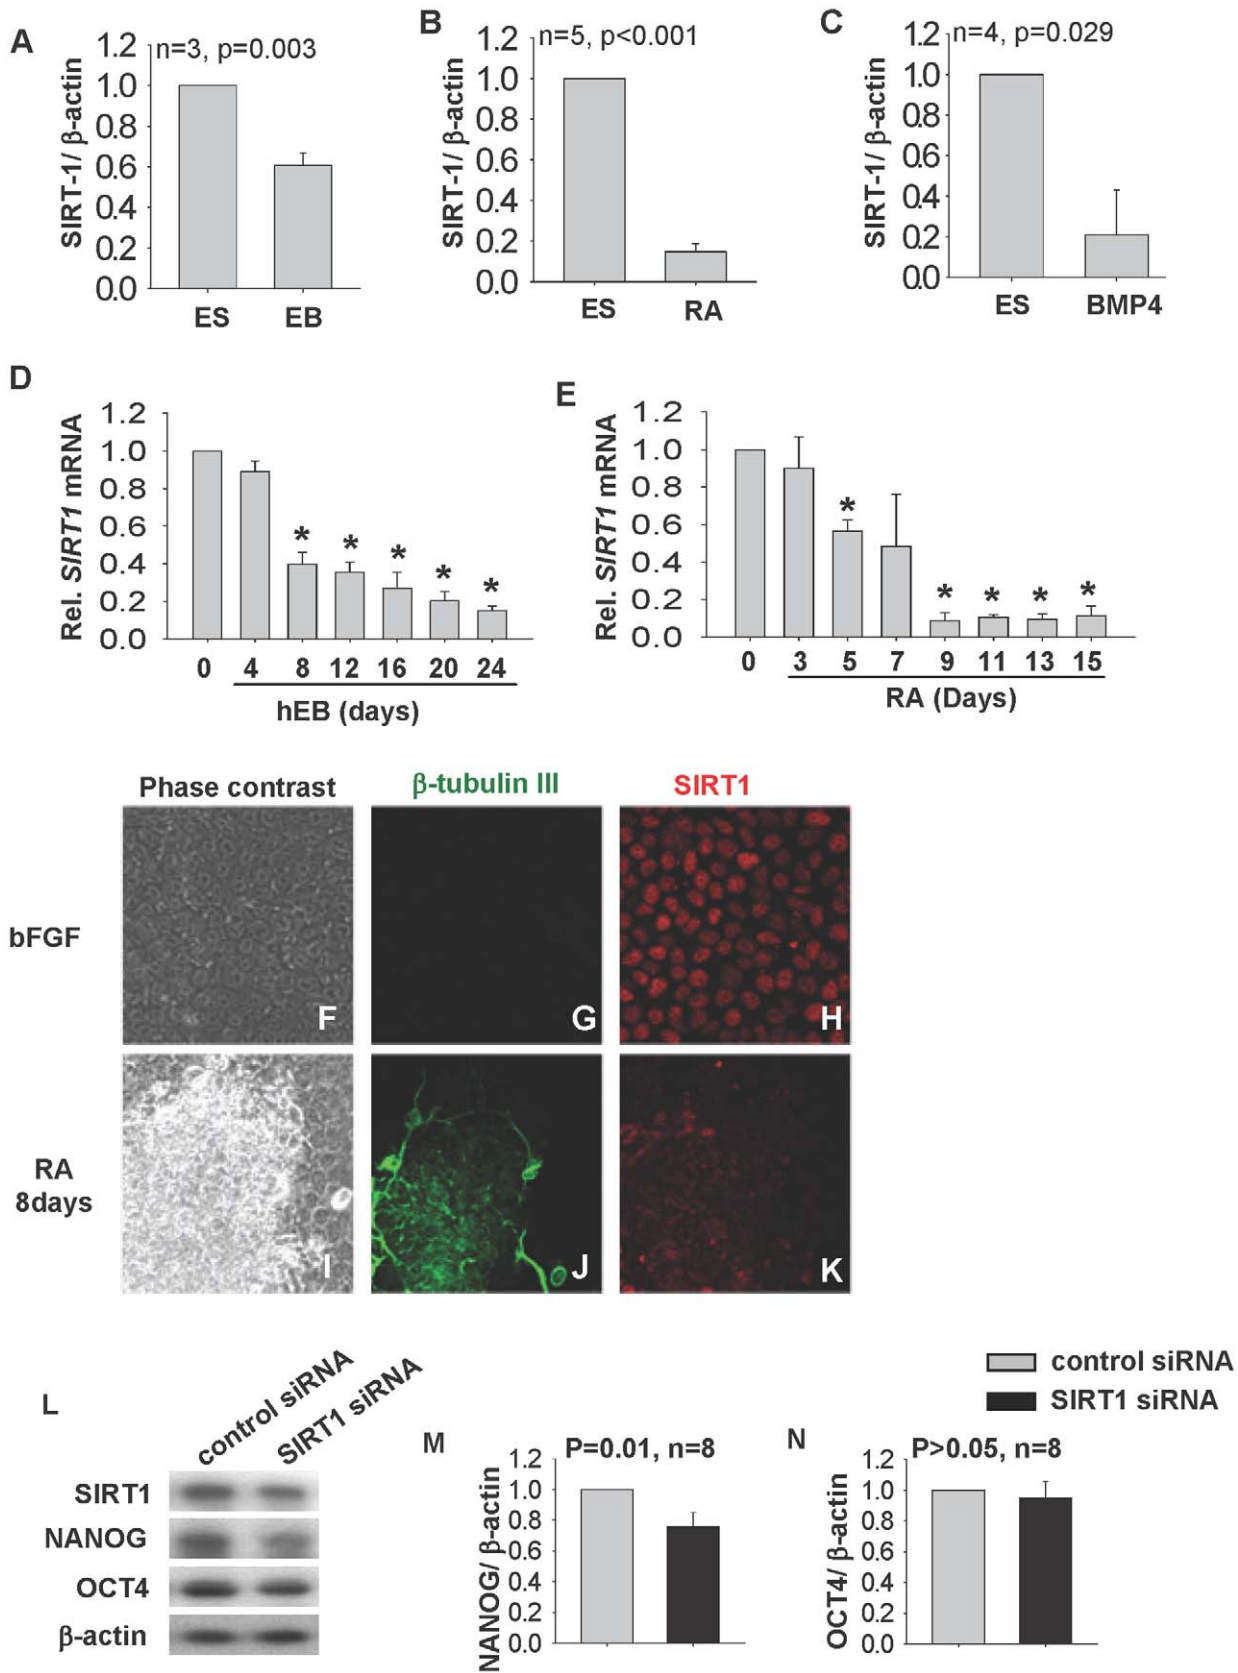 A
n=3, p=0.003
SIRT-1/ β-actin
1.2
1.0
0.8
0.6
0.4
0.2
0.0
ES
EB
B
n=5, p<0.001
SIRT-1/ β-actin
1.2
1.0
0.8
0.6
0.4
0.2
0.0
ES
RA
C
n=4, p=0.029
SIRT-1/ β-actin
1.2
1.0
0.8
0.6
0.4
0.2
0.0
ES
BMP4
D
Rel. SIRT1 mRNA
1.2
1.0
0.8
0.6
0.4
0.2
0.0
* * * * *
0 4 8 12 16 20 24
hEB (days)
E
Rel. SIRT1 mRNA
1.2
1.0
0.8
0.6
0.4
0.2
0.0
* * * * *
0 3 5 7 9 11 13 15
RA (Days)
Phase contrast
β-tubulin III
SIRT1
bFGF
F
G
H
RA
8days
I
J
K
control siRNA
SIRT1 siRNA
L
control siRNA
SIRT1 siRNA
SIRT1
NANOG
OCT4
β-actin
M
P=0.01, n=8
NANOG/ β-actin
1.2
1.0
0.8
0.6
0.4
0.2
0.0
N
P>0.05, n=8
OCT4/ β-actin
1.2
1.0
0.8
0.6
0.4
0.2
0.0